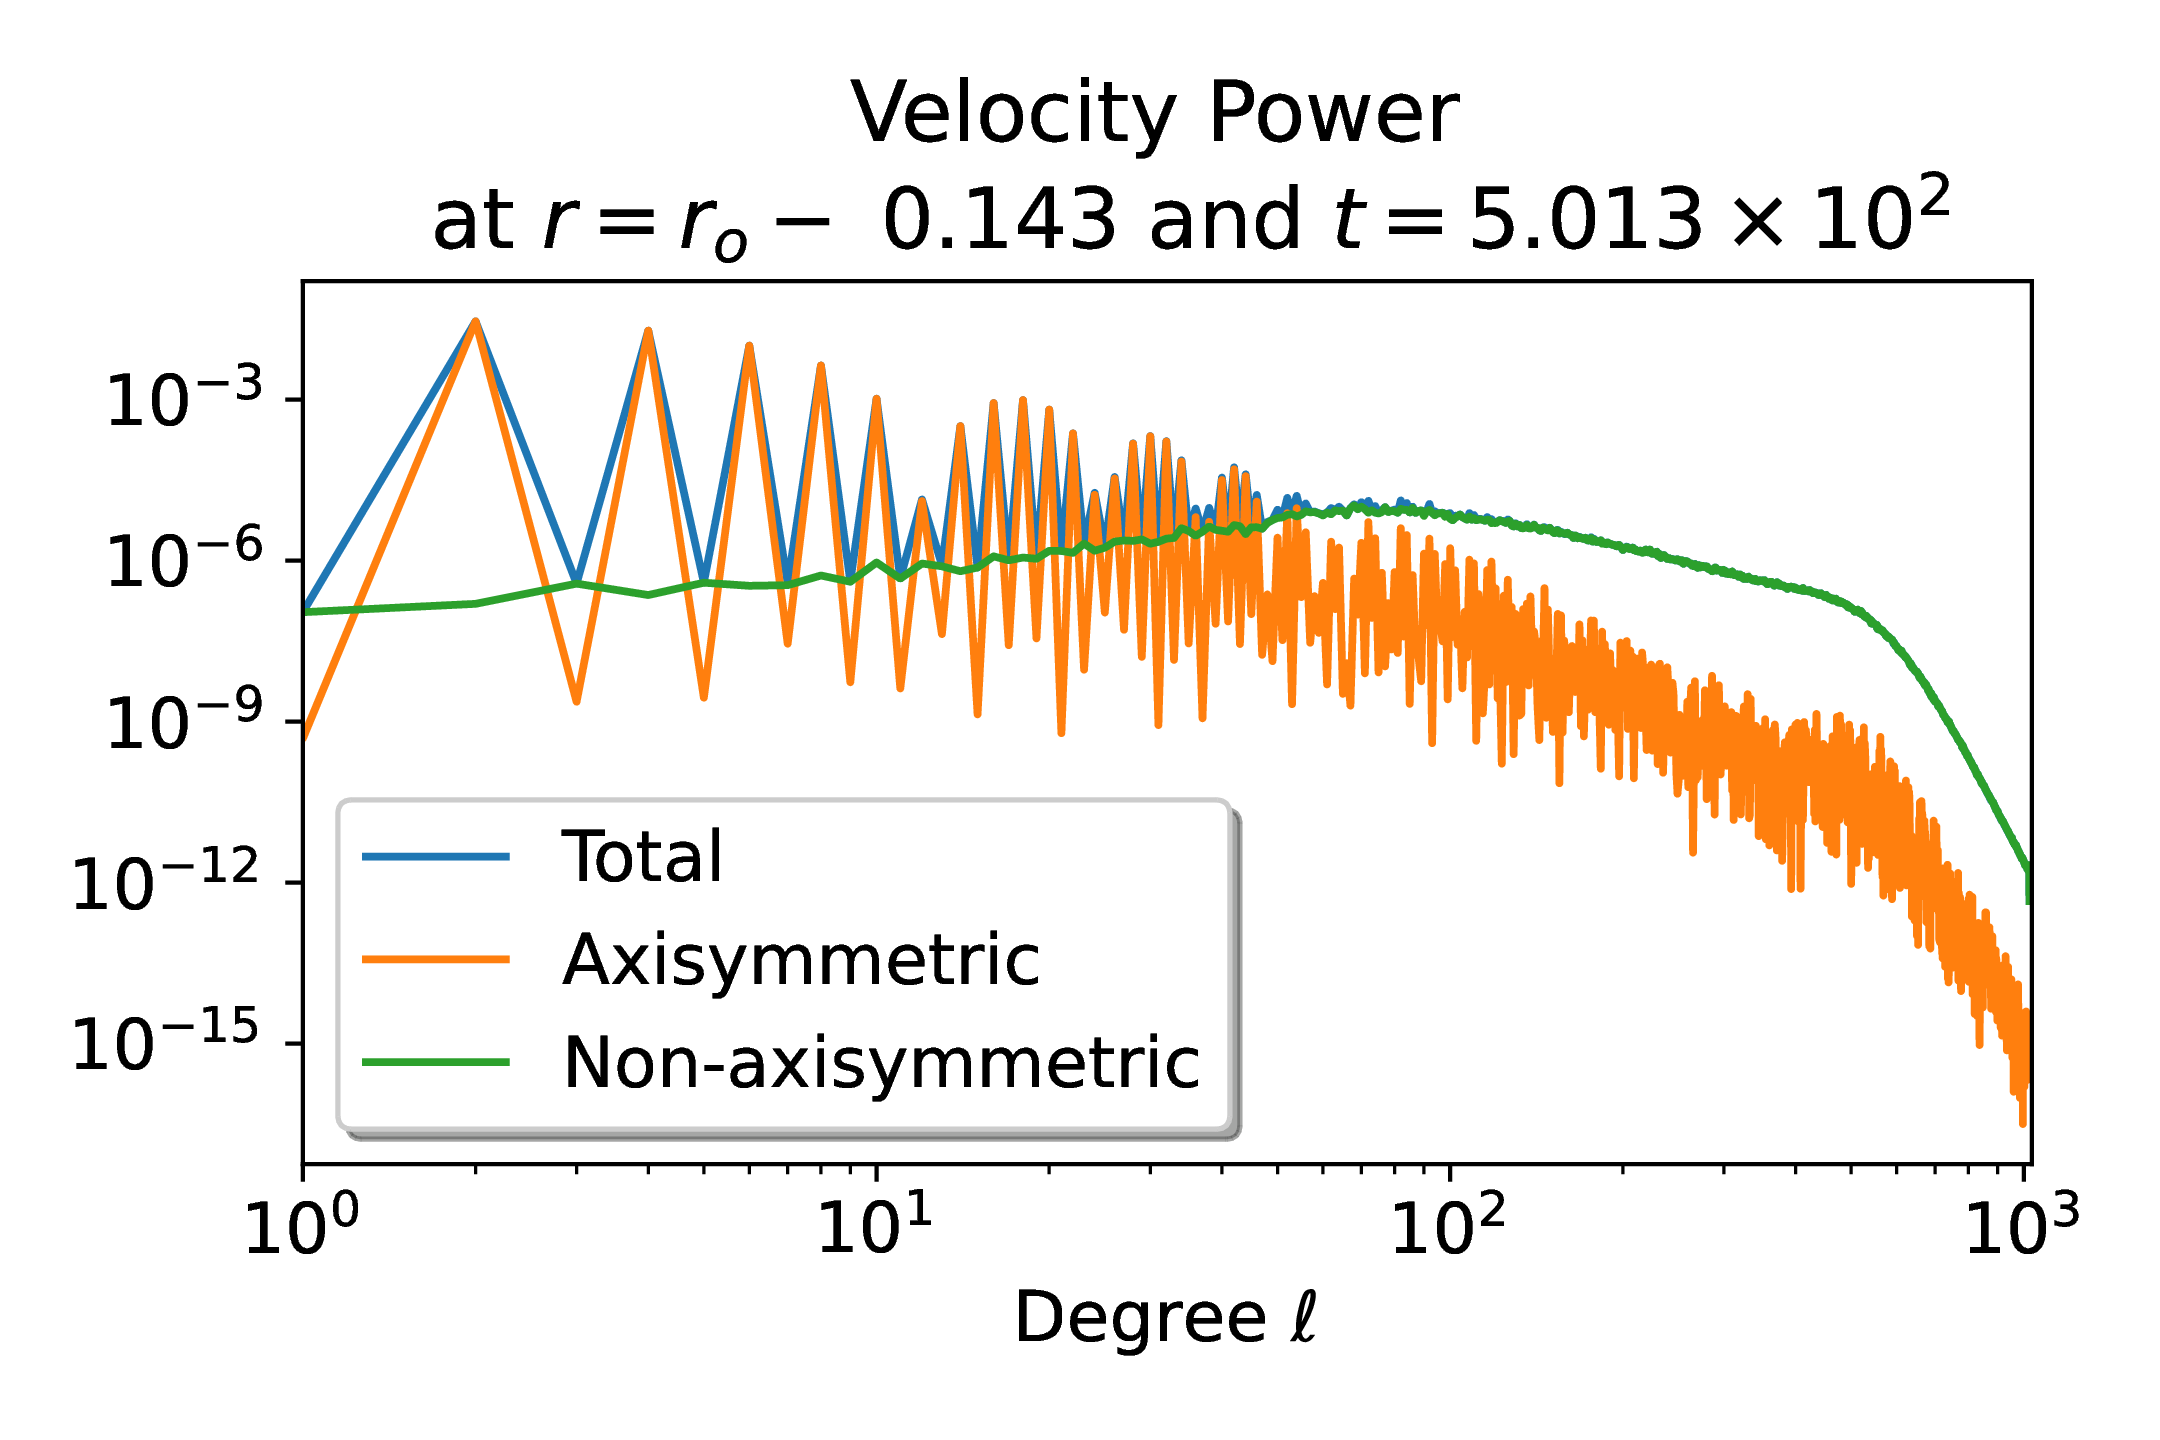 Velocity Power
at r = rₒ − 0.143 and t = 5.013 × 10²
10⁻³
10⁻⁶
10⁻⁹
10⁻¹²
10⁻¹⁵
Total
Axisymmetric
Non-axisymmetric
10⁰ 10¹ 10² 10³
Degree ℓ